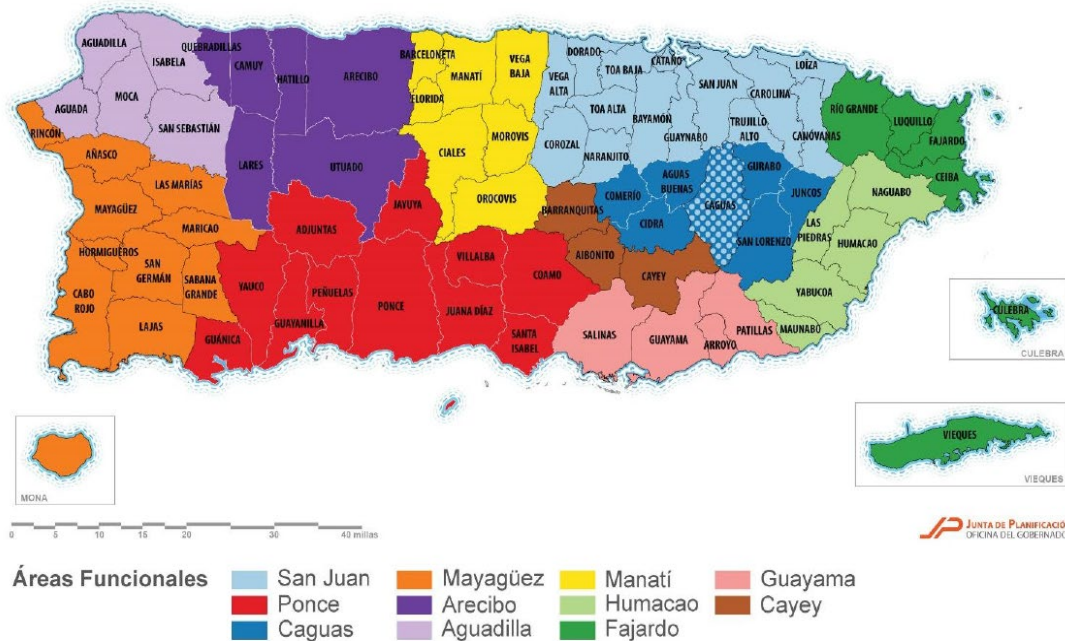 AGUADILLA
ISABELA
QUEBRADILLAS
CAMUY
HATILLO
ARECIBO
BARCELONETA
MANATÍ
VEGA BAJA
VEGA ALTA
DORADO
TOA BAJA
CATAÑO
SAN JUAN
LOÍZA
CAROLINA
AGUADA
MOCA
SAN SEBASTIÁN
FLORIDA
TOA ALTA
BAYAMÓN
GUAYNABO
TRUJILLO ALTO
CANÓVANAS
RÍO GRANDE
LUQUILLO
FAJARDO
CEIBA
RINCÓN
AÑASCO
LARES
UTUADO
CIALES
MOROVIS
COROZAL
NARANJITO
AGUAS BUENAS
GURABO
LAS MARÍAS
MAYAGÜEZ
MARICAO
ADJUNTAS
JAYUYA
OROCOVIS
BARRANQUITAS
COMERÍO
CIDRA
CAGUAS
JUNCOS
SAN LORENZO
LAS PIEDRAS
NAGUABO
HUMACAO
HORMIGUEROS
SAN GERMÁN
SABANA GRANDE
YAUCO
PEÑUELAS
PONCE
VILLALBA
COAMO
AIBONITO
CAYEY
YABUCOA
CABO ROJO
LAJAS
GUÁNICA
GUAYANILLA
JUANA DÍAZ
SANTA ISABEL
SALINAS
GUAYAMA
ARROYO
PATILLAS
MAUNABO
CULEBRA
CULEBRA
VIEQUES
VIEQUES
MONA
0 5 10 15 20 30 40 millas
JP JUNTA DE PLANIFICACIÓ
OFICINA DEL GOBERNADO
Áreas Funcionales
San Juan
Ponce
Caguas
Mayagüez
Arecibo
Aguadilla
Manatí
Humacao
Fajardo
Guayama
Cayey